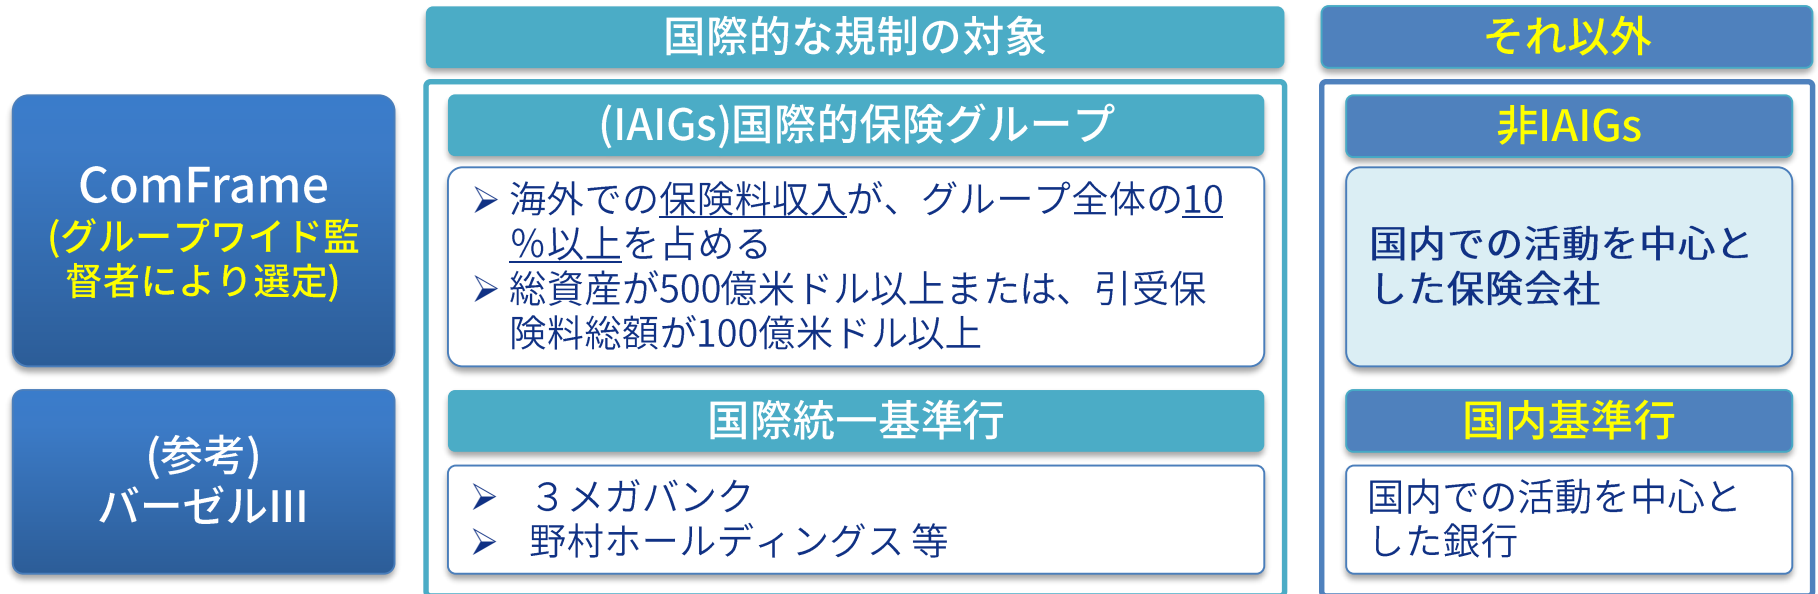 国際的な規制の対象
それ以外
ComFrame
(グループワイド監
督者により選定)
(IAIGs)国際的保険グループ
➢ 海外での保険料収入が、グループ全体の10
％以上を占める
➢ 総資産が500億米ドル以上または、引受保
険料総額が100億米ドル以上
非IAIGs
国内での活動を中心と
した保険会社
(参考)
バーゼルIII
国際統一基準行
➢ ３メガバンク
➢ 野村ホールディングス 等
国内基準行
国内での活動を中心と
した銀行